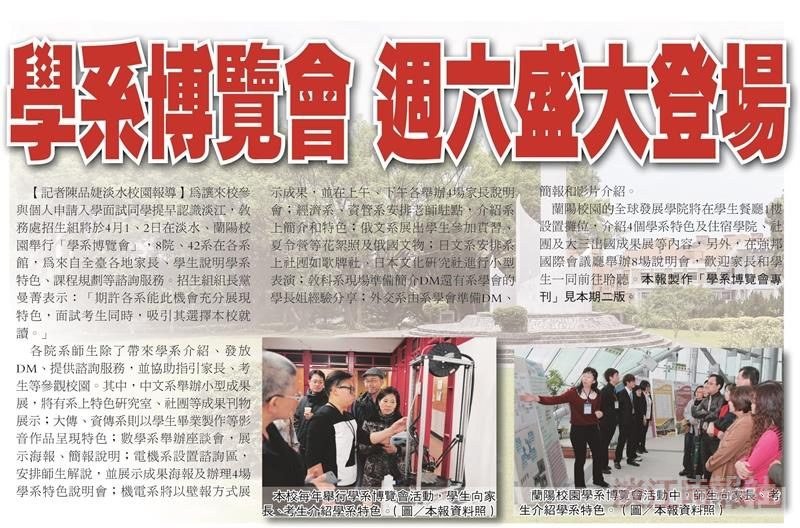 學系博覽會 週六盛大登場
【記者陳品婕淡水校園報導】為讓來校參
與個人申請入學面試同學提早認識淡江，教
務處招生組將於4月1、2日在淡水、蘭陽校
園舉行「學系博覽會」，8院、42系在各系
館，為來自全臺各地家長、學生說明學系
特色、課程規劃等諮詢服務。招生組組長黨
曼菁表示：「期許各系能此機會充分展現
特色，面試考生同時，吸引其選擇本校就
讀。」
各院系師生除了帶來學系介紹、發放
DM、提供諮詢服務，並協助指引家長、考
生等參觀校園。其中，中文系舉辦小型成果
展，將有系上特色研究室、社團等成果刊物
展示；大傳、資傳系則以學生畢業製作等影
音作品呈現特色；數學系舉辦座談會，展
示海報、簡報說明；電機系設置諮詢區，
安排師生解說，並展示成果海報及辦理4場
學系特色說明會；機電系將以壁報方式展
示成果，並在上午、下午各舉辦4場家長說明
會；經濟系、資管系安排老師駐點，介紹系
上簡介和特色；俄文系展出學生參加實習、
夏令營等花絮照及俄國文物；日文系安排系
上社團如歌牌社、日本文化研究社進行小型
表演；教科系現場準備簡介DM還有系學會的
學長姐經驗分享；外交系由系學會準備DM、
簡報和影片介紹。
蘭陽校園的全球發展學院將在學生餐廳1樓
設置攤位，介紹4個學系特色及住宿學院、社
團及大三出國成果展等內容，另外，在強邦
國際會議廳舉辦8場說明會，歡迎家長和學
生一同前往聆聽。本報製作「學系博覽會專
刊」見本期二版。
本校每年舉行學系博覽會活動，學生向家
長、考生介紹學系特色。（圖／本報資料照）
蘭陽校園學系博覽會活動中，師生向家長、考
生介紹學系特色。（圖／本報資料照）
淡江時報社